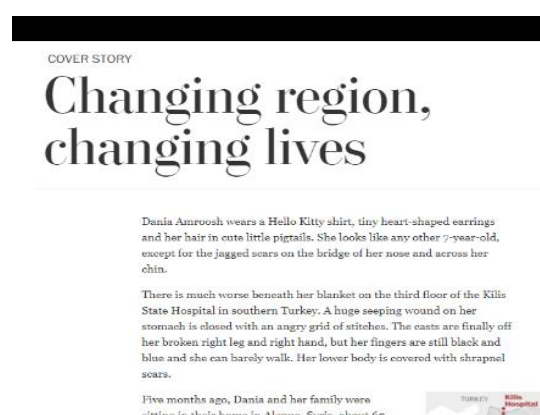 COVER STORY
Changing region,
changing lives
Dania Amroosh wears a Hello Kitty shirt, tiny heart-shaped earrings
and her hair in cute little pigtails. She looks like any other 7-year-old,
except for the jagged scars on the bridge of her nose and across her
chin.
There is much worse beneath her blanket on the third floor of the Kilis
State Hospital in southern Turkey. A huge seeping wound on her
stomach is closed with an angry grid of stitches. The casts are finally off
her broken right leg and right hand, but her fingers are still black and
blue and she can barely walk. Her lower body is covered with shrapnel
scars.
Five months ago, Dania and her family were
TURKEY
Kilis
Hospital